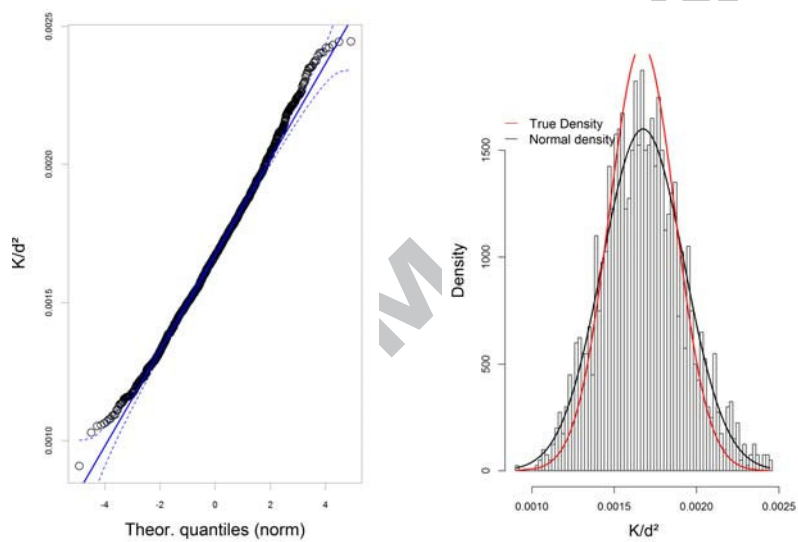 0.0025
0.0020
0.0015
0.0010
K/d²
-4 -2 0 2 4
Theor. quantiles (norm)
True Density
Normal density
1500
1000
500
0
Density
0.0010 0.0015 0.0020 0.0025
K/d²
M